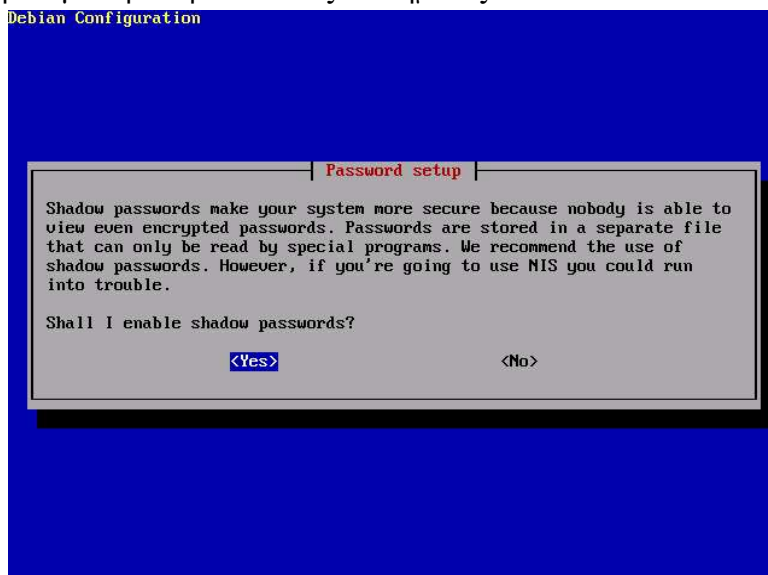 Debian Configuration
Password setup
Shadow passwords make your system more secure because nobody is able to
view even encrypted passwords. Passwords are stored in a separate file
that can only be read by special programs. We recommend the use of
shadow passwords. However, if you're going to use NIS you could run
into trouble.
Shall I enable shadow passwords?
<Yes> <No>